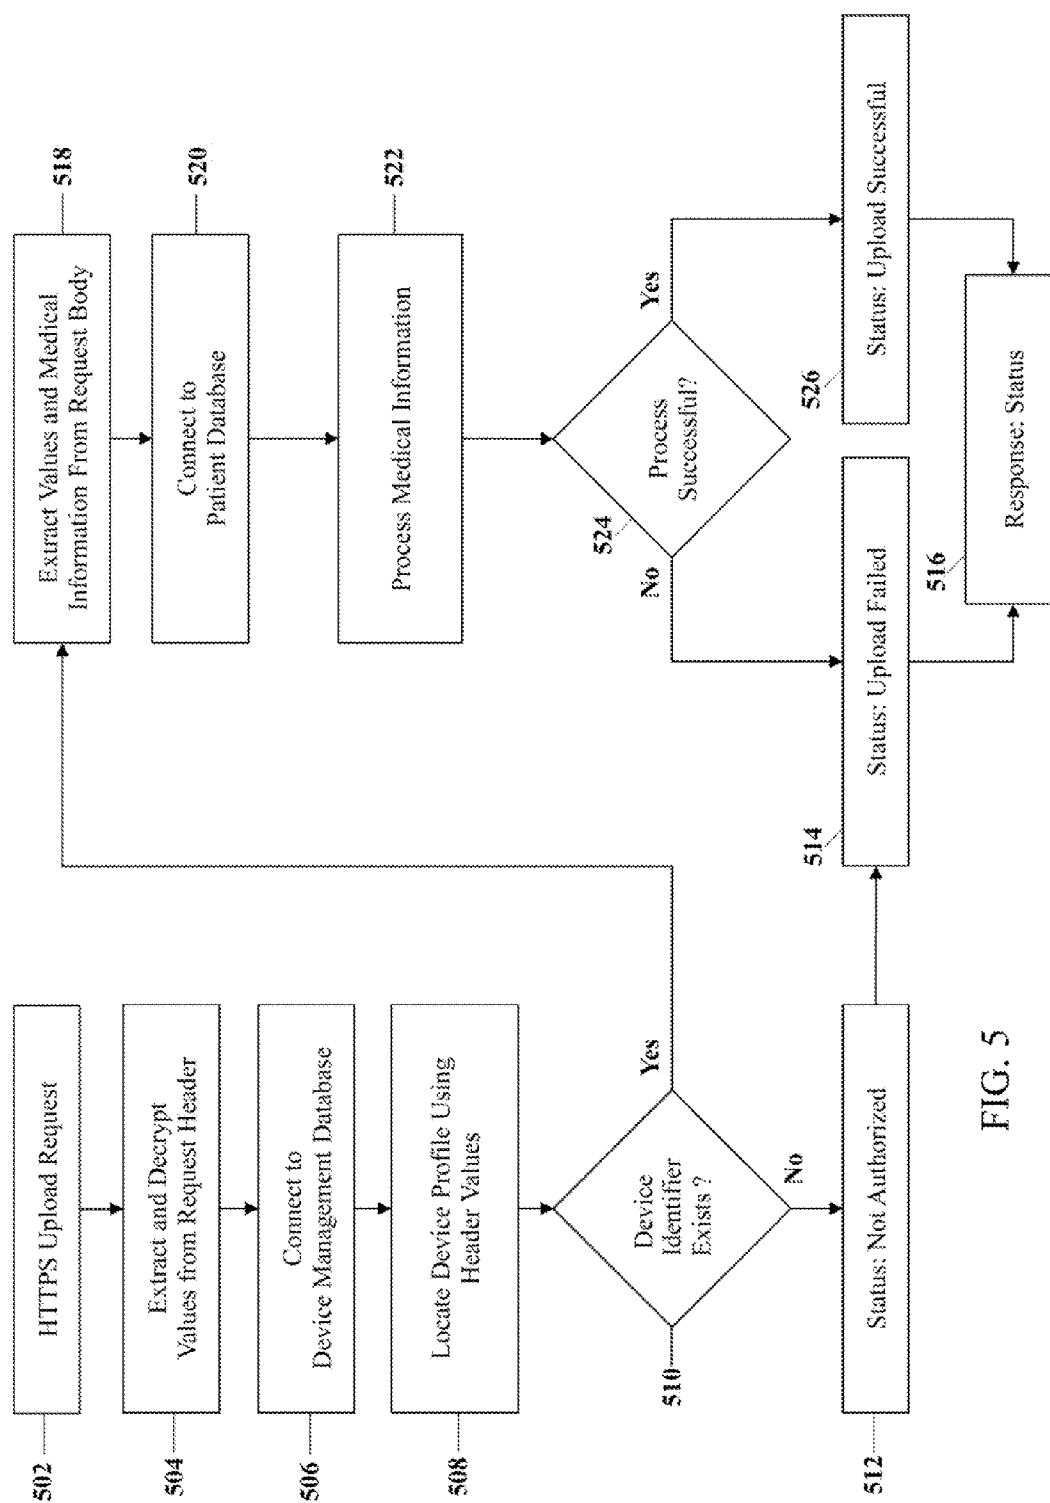 502
HTTPS Upload Request
504
Extract and Decrypt
Values from Request Header
506
Connect to
Device Management Database
508
Locate Device Profile Using
Header Values
510
Device
Identifier
Exists ?
Yes
No
512
Status: Not Authorized
518
Extract Values and Medical
Information From Request Body
520
Connect to
Patient Database
522
Process Medical Information
524
Process
Successful?
No
Yes
514
Status: Upload Failed
526
Status: Upload Successful
516
Response: Status
FIG. 5